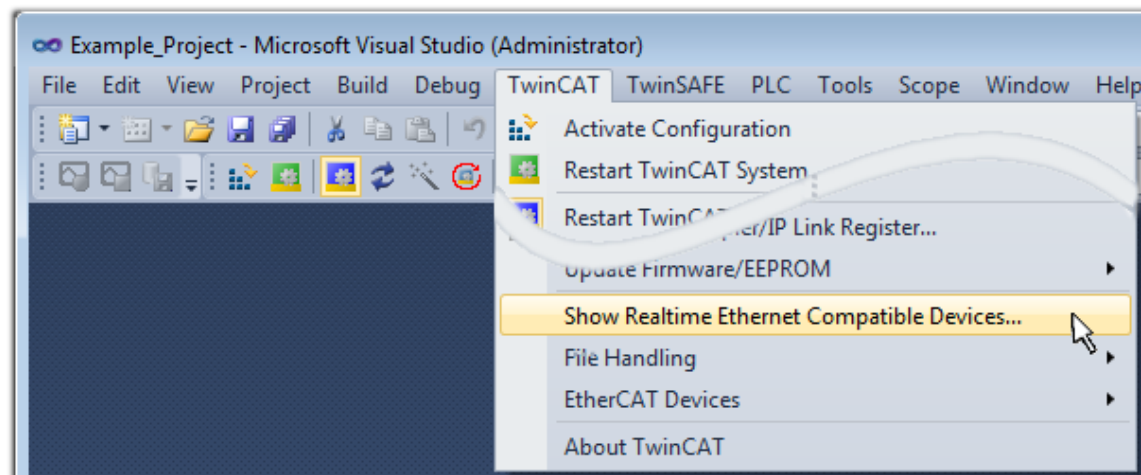 Example_Project - Microsoft Visual Studio (Administrator)
File Edit View Project Build Debug TwinCAT TwinSAFE PLC Tools Scope Window Help
Activate Configuration
Restart TwinCAT System
Restart
/IP Link Register...
Update Firmware/EEPROM
Show Realtime Ethernet Compatible Devices...
File Handling
EtherCAT Devices
About TwinCAT